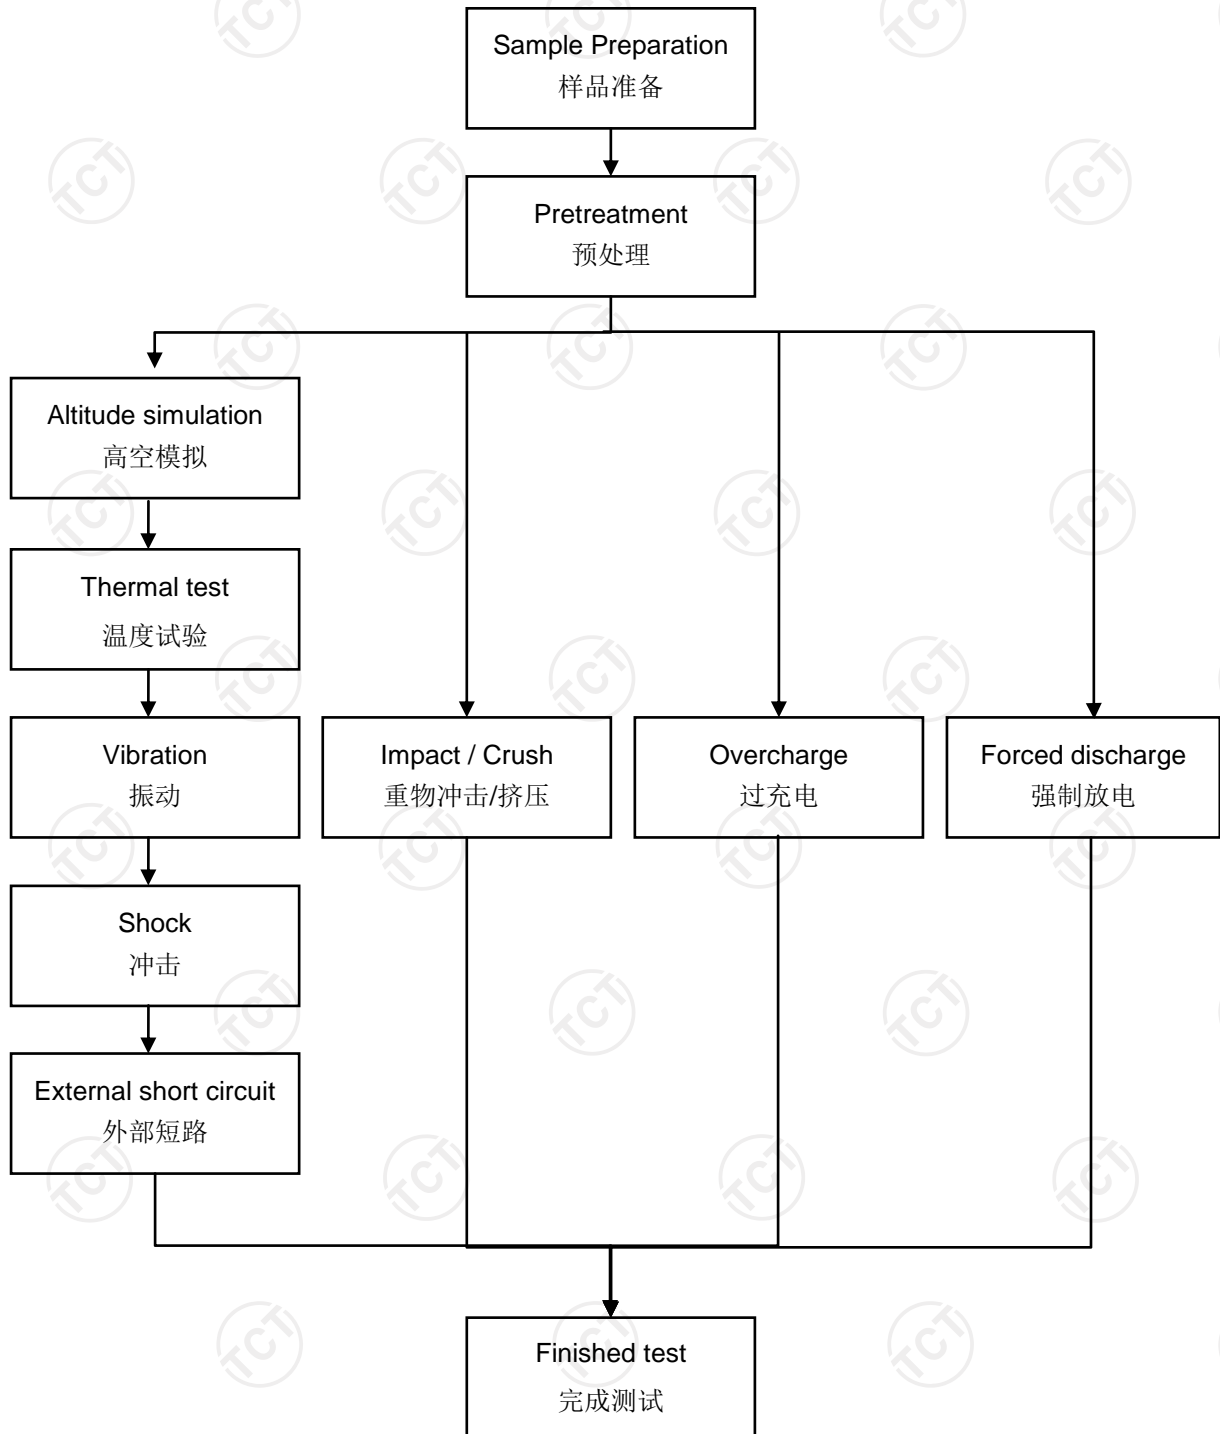 Sample Preparation
样品准备
Pretreatment
预处理
Altitude simulation
高空模拟
Thermal test
温度试验
Vibration
振动
Impact / Crush
重物冲击/挤压
Overcharge
过充电
Forced discharge
强制放电
Shock
冲击
External short circuit
外部短路
Finished test
完成测试
TCT